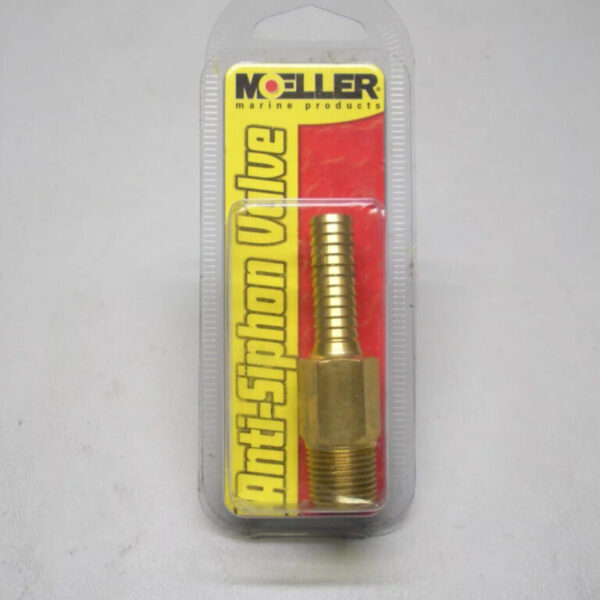 MOELLER®
marine products
Anti-Siphon Valve